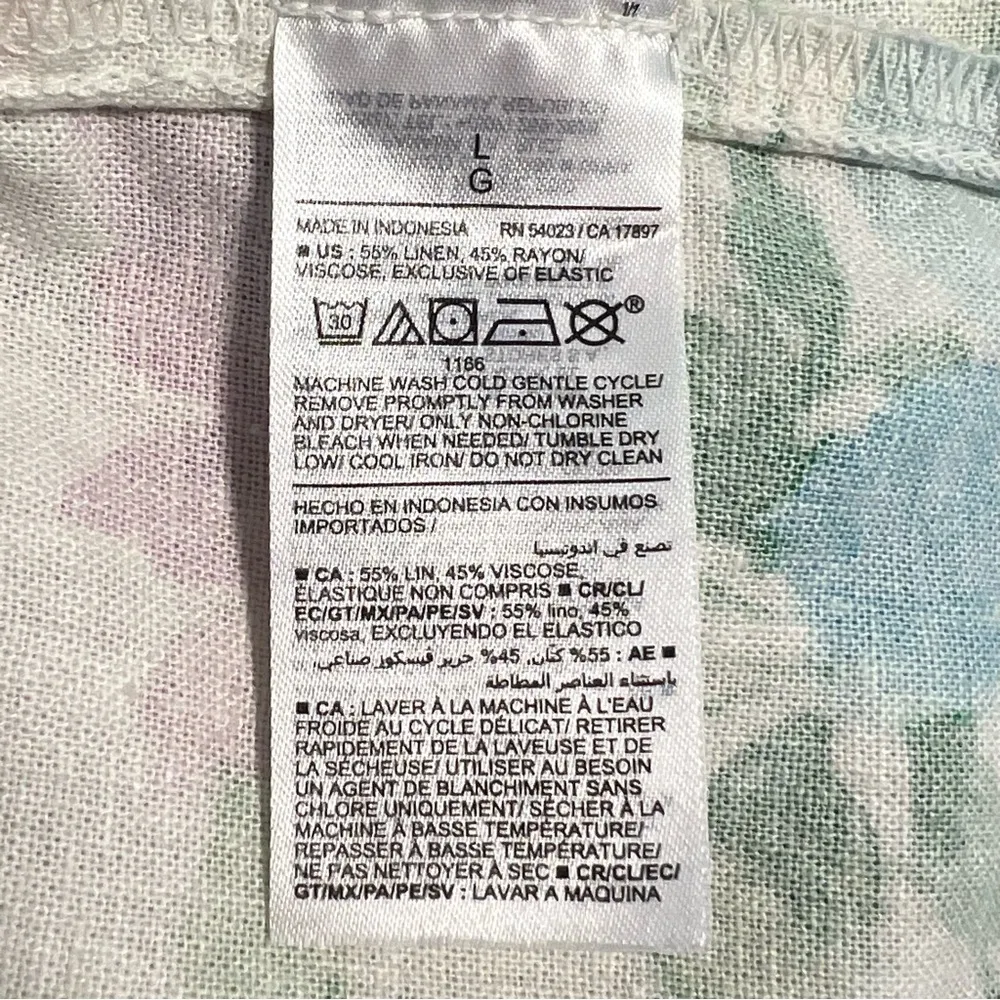 L
G
MADE IN INDONESIA RN 54023 / CA 17897
■ US : 55% LINEN, 45% RAYON/
VISCOSE, EXCLUSIVE OF ELASTIC
30
®
1166
MACHINE WASH COLD GENTLE CYCLE/
REMOVE PROMPTLY FROM WASHER
AND DRYER/ ONLY NON-CHLORINE
BLEACH WHEN NEEDED/ TUMBLE DRY
LOW/ COOL IRON/ DO NOT DRY CLEAN
HECHO EN INDONESIA CON INSUMOS
IMPORTADOS /
تصنع في اندونيسيا
■ CA : 55% LIN, 45% VISCOSE,
ÉLASTIQUE NON COMPRIS ■ CR/CL/
EC/GT/MX/PA/PE/SV : 55% lino, 45%
viscosa, EXCLUYENDO EL ELASTICO
■ AE : 55% كتان, 45% حرير فيسكوز صناعي,
باستثناء العناصر المطاطة
■ CA : LAVER À LA MACHINE À L'EAU
FROIDE AU CYCLE DÉLICAT/ RETIRER
RAPIDEMENT DE LA LAVEUSE ET DE
LA SÉCHEUSE/ UTILISER AU BESOIN
UN AGENT DE BLANCHIMENT SANS
CHLORE UNIQUEMENT/ SÉCHER À LA
MACHINE À BASSE TEMPÉRATURE/
REPASSER À BASSE TEMPÉRATURE/
NE PAS NETTOYER À SEC ■ CR/CL/EC/
GT/MX/PA/PE/SV : LAVAR A MAQUINA